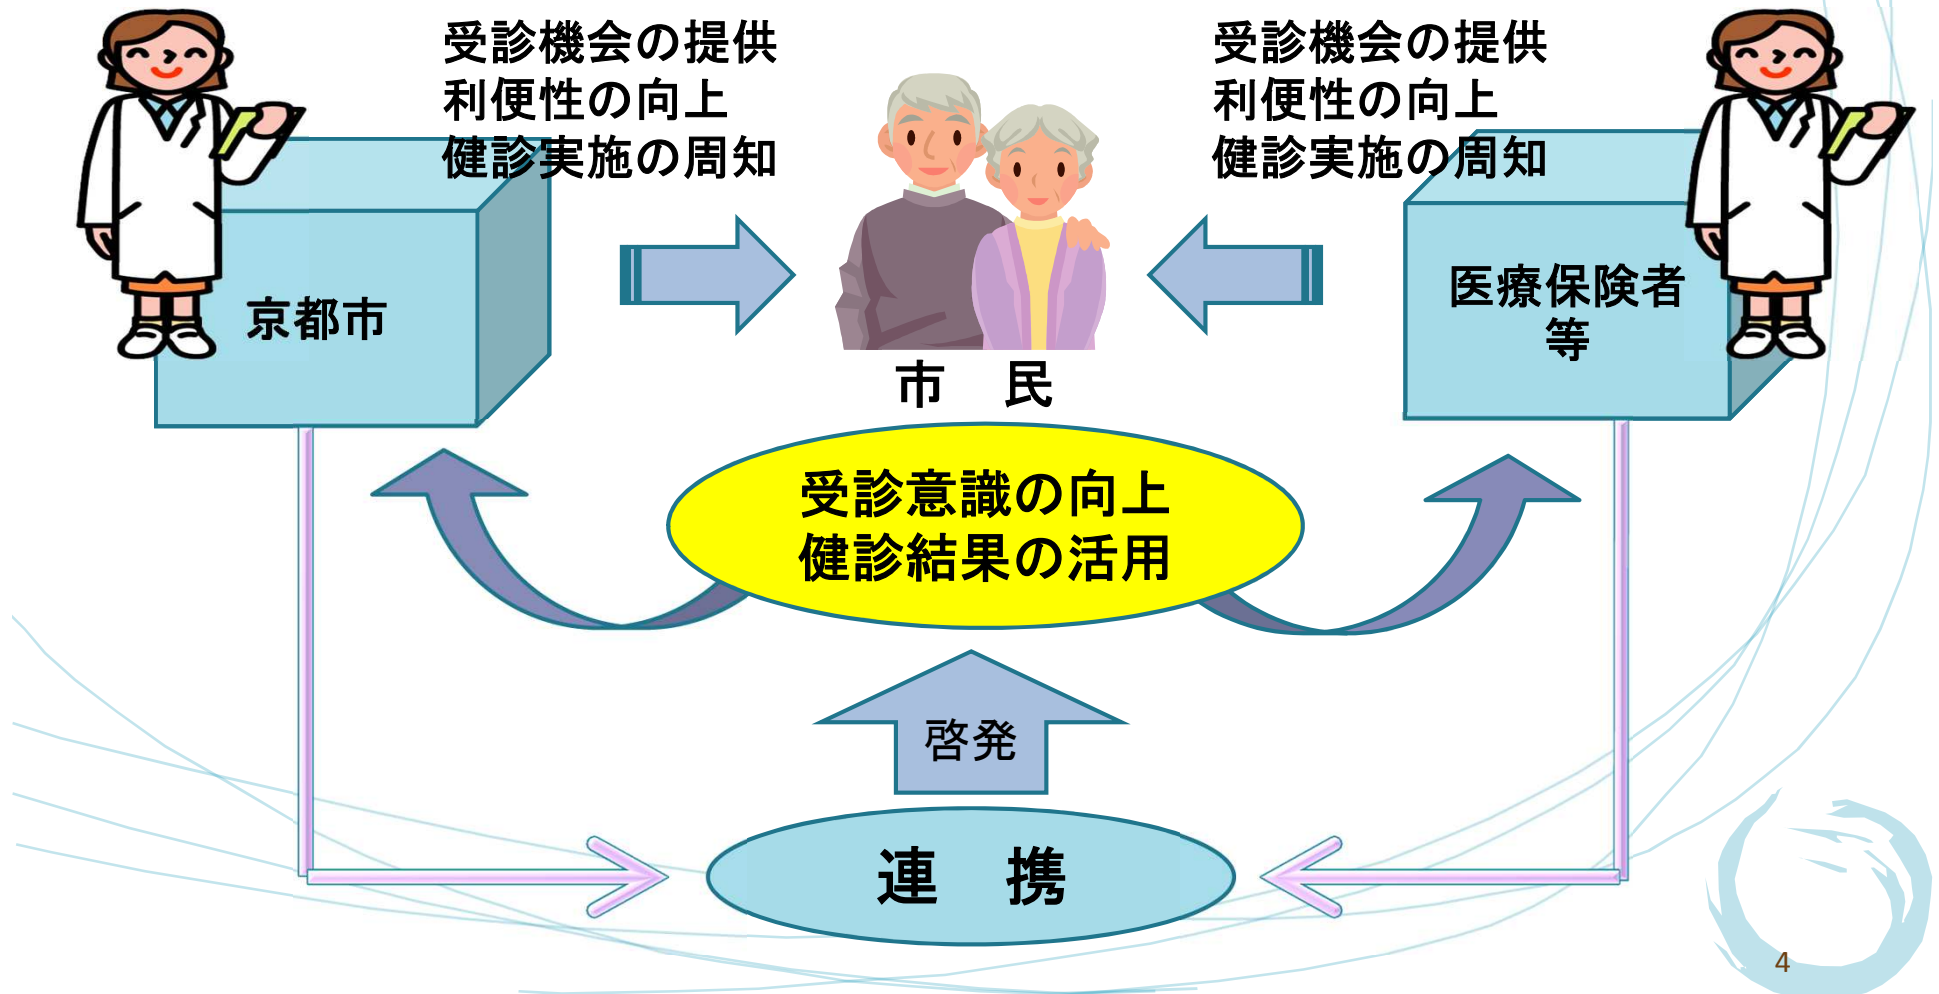 受診機会の提供
利便性の向上
健診実施の周知
受診機会の提供
利便性の向上
健診実施の周知
京都市
医療保険者
等
市　民
受診意識の向上
健診結果の活用
啓発
連　携
4